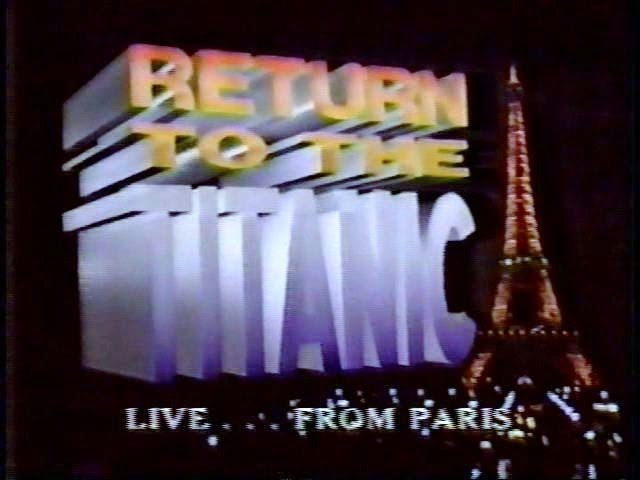 RETURN
TO THE
TITANIC
LIVE . . . FROM PARIS